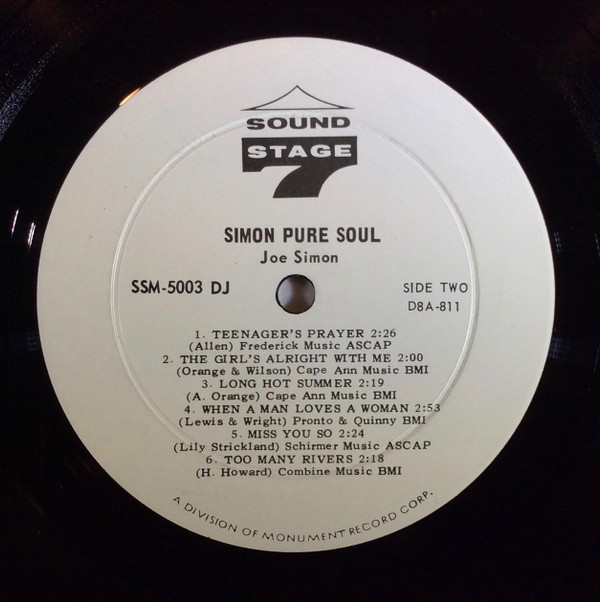 SOUND
STAGE
7
SIMON PURE SOUL
Joe Simon
SSM-5003 DJ
SIDE TWO
D8A-811
1. TEENAGER'S PRAYER 2:26
(Allen) Frederick Music ASCAP
2. THE GIRL'S ALRIGHT WITH ME 2:00
(Orange & Wilson) Cape Ann Music BMI
3. LONG HOT SUMMER 2:19
(A. Orange) Cape Ann Music BMI
4. WHEN A MAN LOVES A WOMAN 2:53
(Lewis & Wright) Pronto & Quinny BMI
5. MISS YOU SO 2:24
(Lily Strickland) Schirmer Music ASCAP
6. TOO MANY RIVERS 2:18
(H. Howard) Combine Music BMI
A DIVISION OF MONUMENT RECORD CORP.